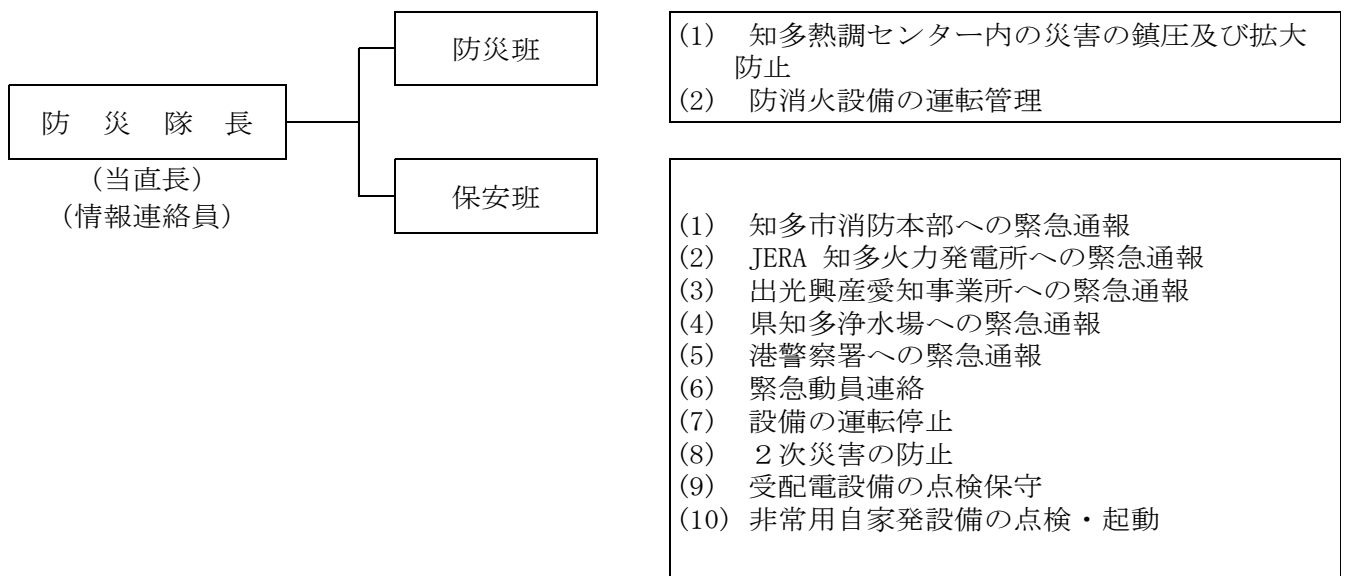 防災班
(1) 知多熱調センター内の災害の鎮圧及び拡大
防止
(2) 防消火設備の運転管理
防 災 隊 長
(当直長)
(情報連絡員)
保安班
(1) 知多市消防本部への緊急通報
(2) JERA 知多火力発電所への緊急通報
(3) 出光興産愛知事業所への緊急通報
(4) 県知多浄水場への緊急通報
(5) 港警察署への緊急通報
(6) 緊急動員連絡
(7) 設備の運転停止
(8) 2次災害の防止
(9) 受配電設備の点検保守
(10) 非常用自家発設備の点検・起動